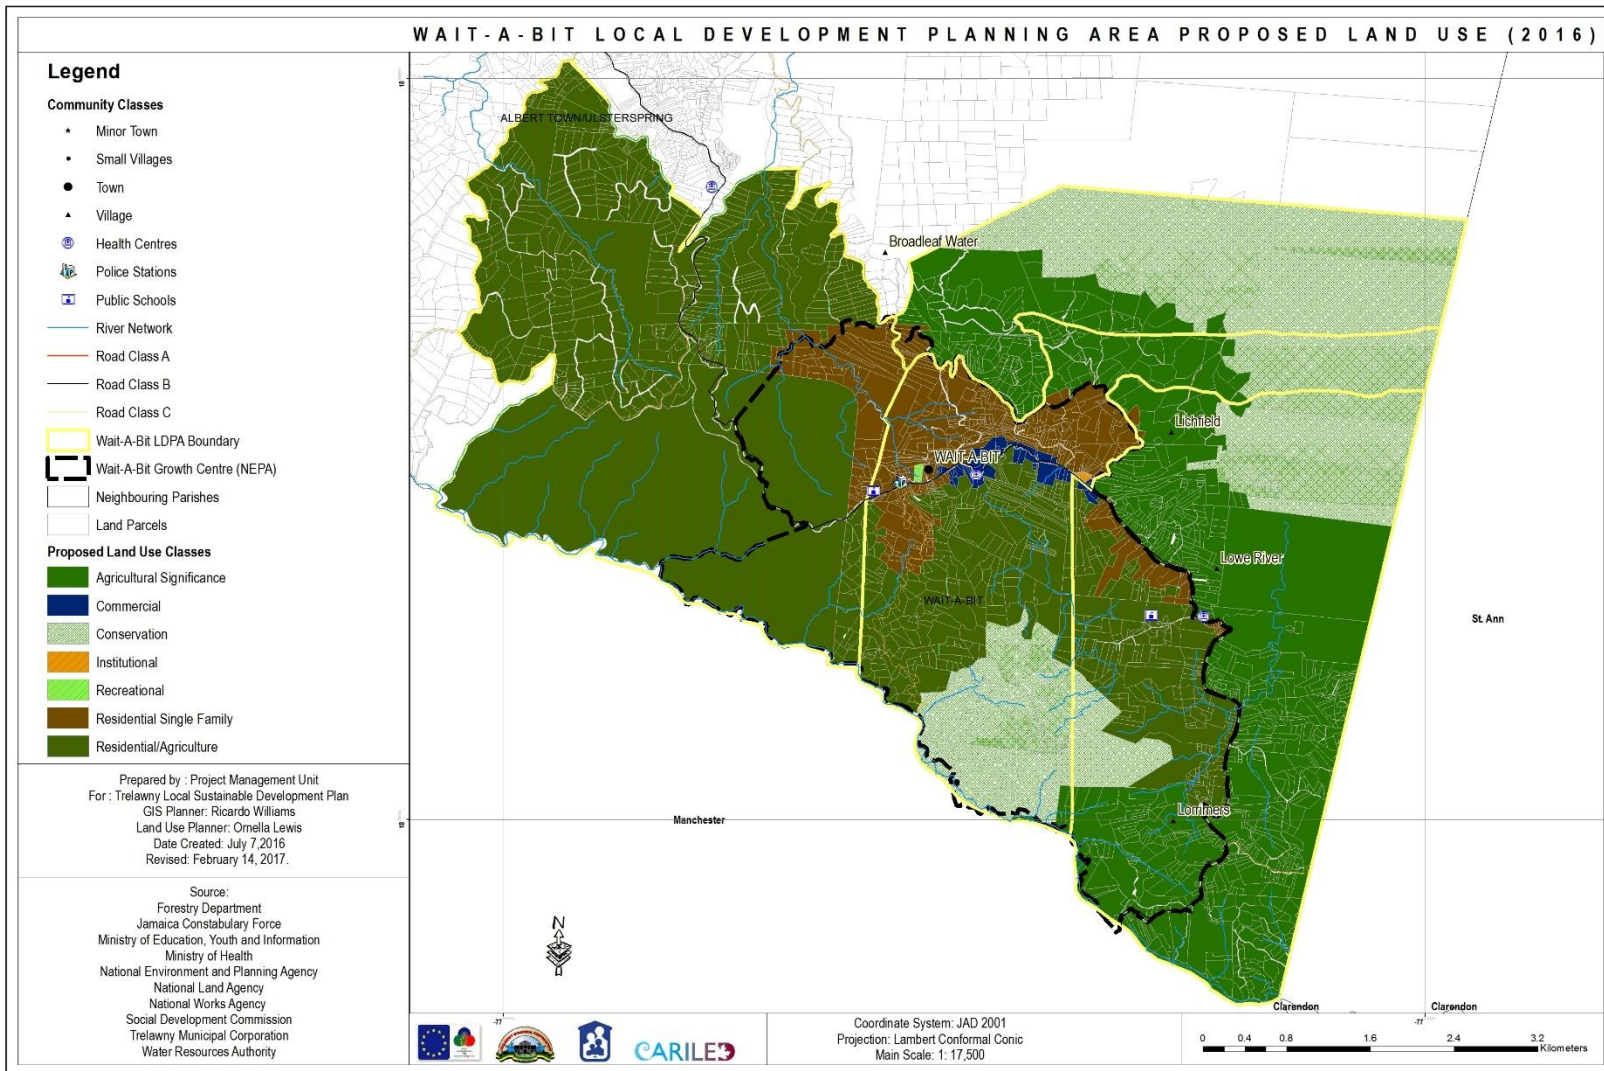 WAIT-A-BIT LOCAL DEVELOPMENT PLANNING AREA PROPOSED LAND USE (2016)
Legend
Community Classes
Minor Town
Small Villages
Town
Village
Health Centres
Police Stations
Public Schools
River Network
Road Class A
Road Class B
Road Class C
Wait-A-Bit LDPA Boundary
Wait-A-Bit Growth Centre (NEPA)
Neighbouring Parishes
Land Parcels
Proposed Land Use Classes
Agricultural Significance
Commercial
Conservation
Institutional
Recreational
Residential Single Family
Residential/Agriculture
Prepared by : Project Management Unit
For : Trelawny Local Sustainable Development Plan
GIS Planner: Ricardo Williams
Land Use Planner: Ornella Lewis
Date Created: July 7,2016
Revised: February 14, 2017.
Source:
Forestry Department
Jamaica Constabulary Force
Ministry of Education, Youth and Information
Ministry of Health
National Environment and Planning Agency
National Land Agency
National Works Agency
Social Development Commission
Trelawny Municipal Corporation
Water Resources Authority
18
ALBERT TOWN/ULSTERSPRING
Broadleaf Water
Lichfield
WAIT-A-BIT
Lowe River
WAIT-A-BIT
St. Ann
18
Manchester
Lorrimers
N
Clarendon
Clarendon
-77
-77
CARILED
Coordinate System: JAD 2001
Projection: Lambert Conformal Conic
Main Scale: 1: 17,500
0 0.4 0.8 1.6 2.4 3.2
Kilometers